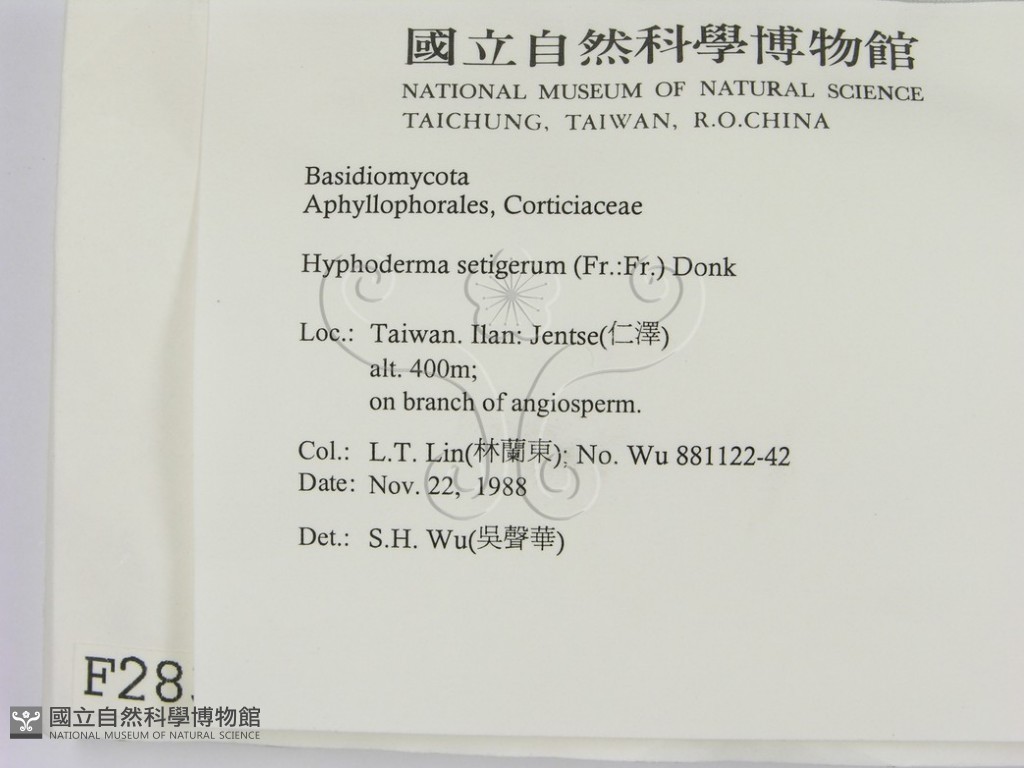 國立自然科學博物館
NATIONAL MUSEUM OF NATURAL SCIENCE
TAICHUNG, TAIWAN, R.O.CHINA
Basidiomycota
Aphyllophorales, Corticiaceae
Hyphoderma setigerum (Fr.:Fr.) Donk
Loc.: Taiwan. Ilan: Jentse(仁澤)
alt. 400m;
on branch of angiosperm.
Col.: L.T. Lin(林蘭東); No. Wu 881122-42
Date: Nov. 22, 1988
Det.: S.H. Wu(吳聲華)
F28
國立自然科學博物館
NATIONAL MUSEUM OF NATURAL SCIENCE